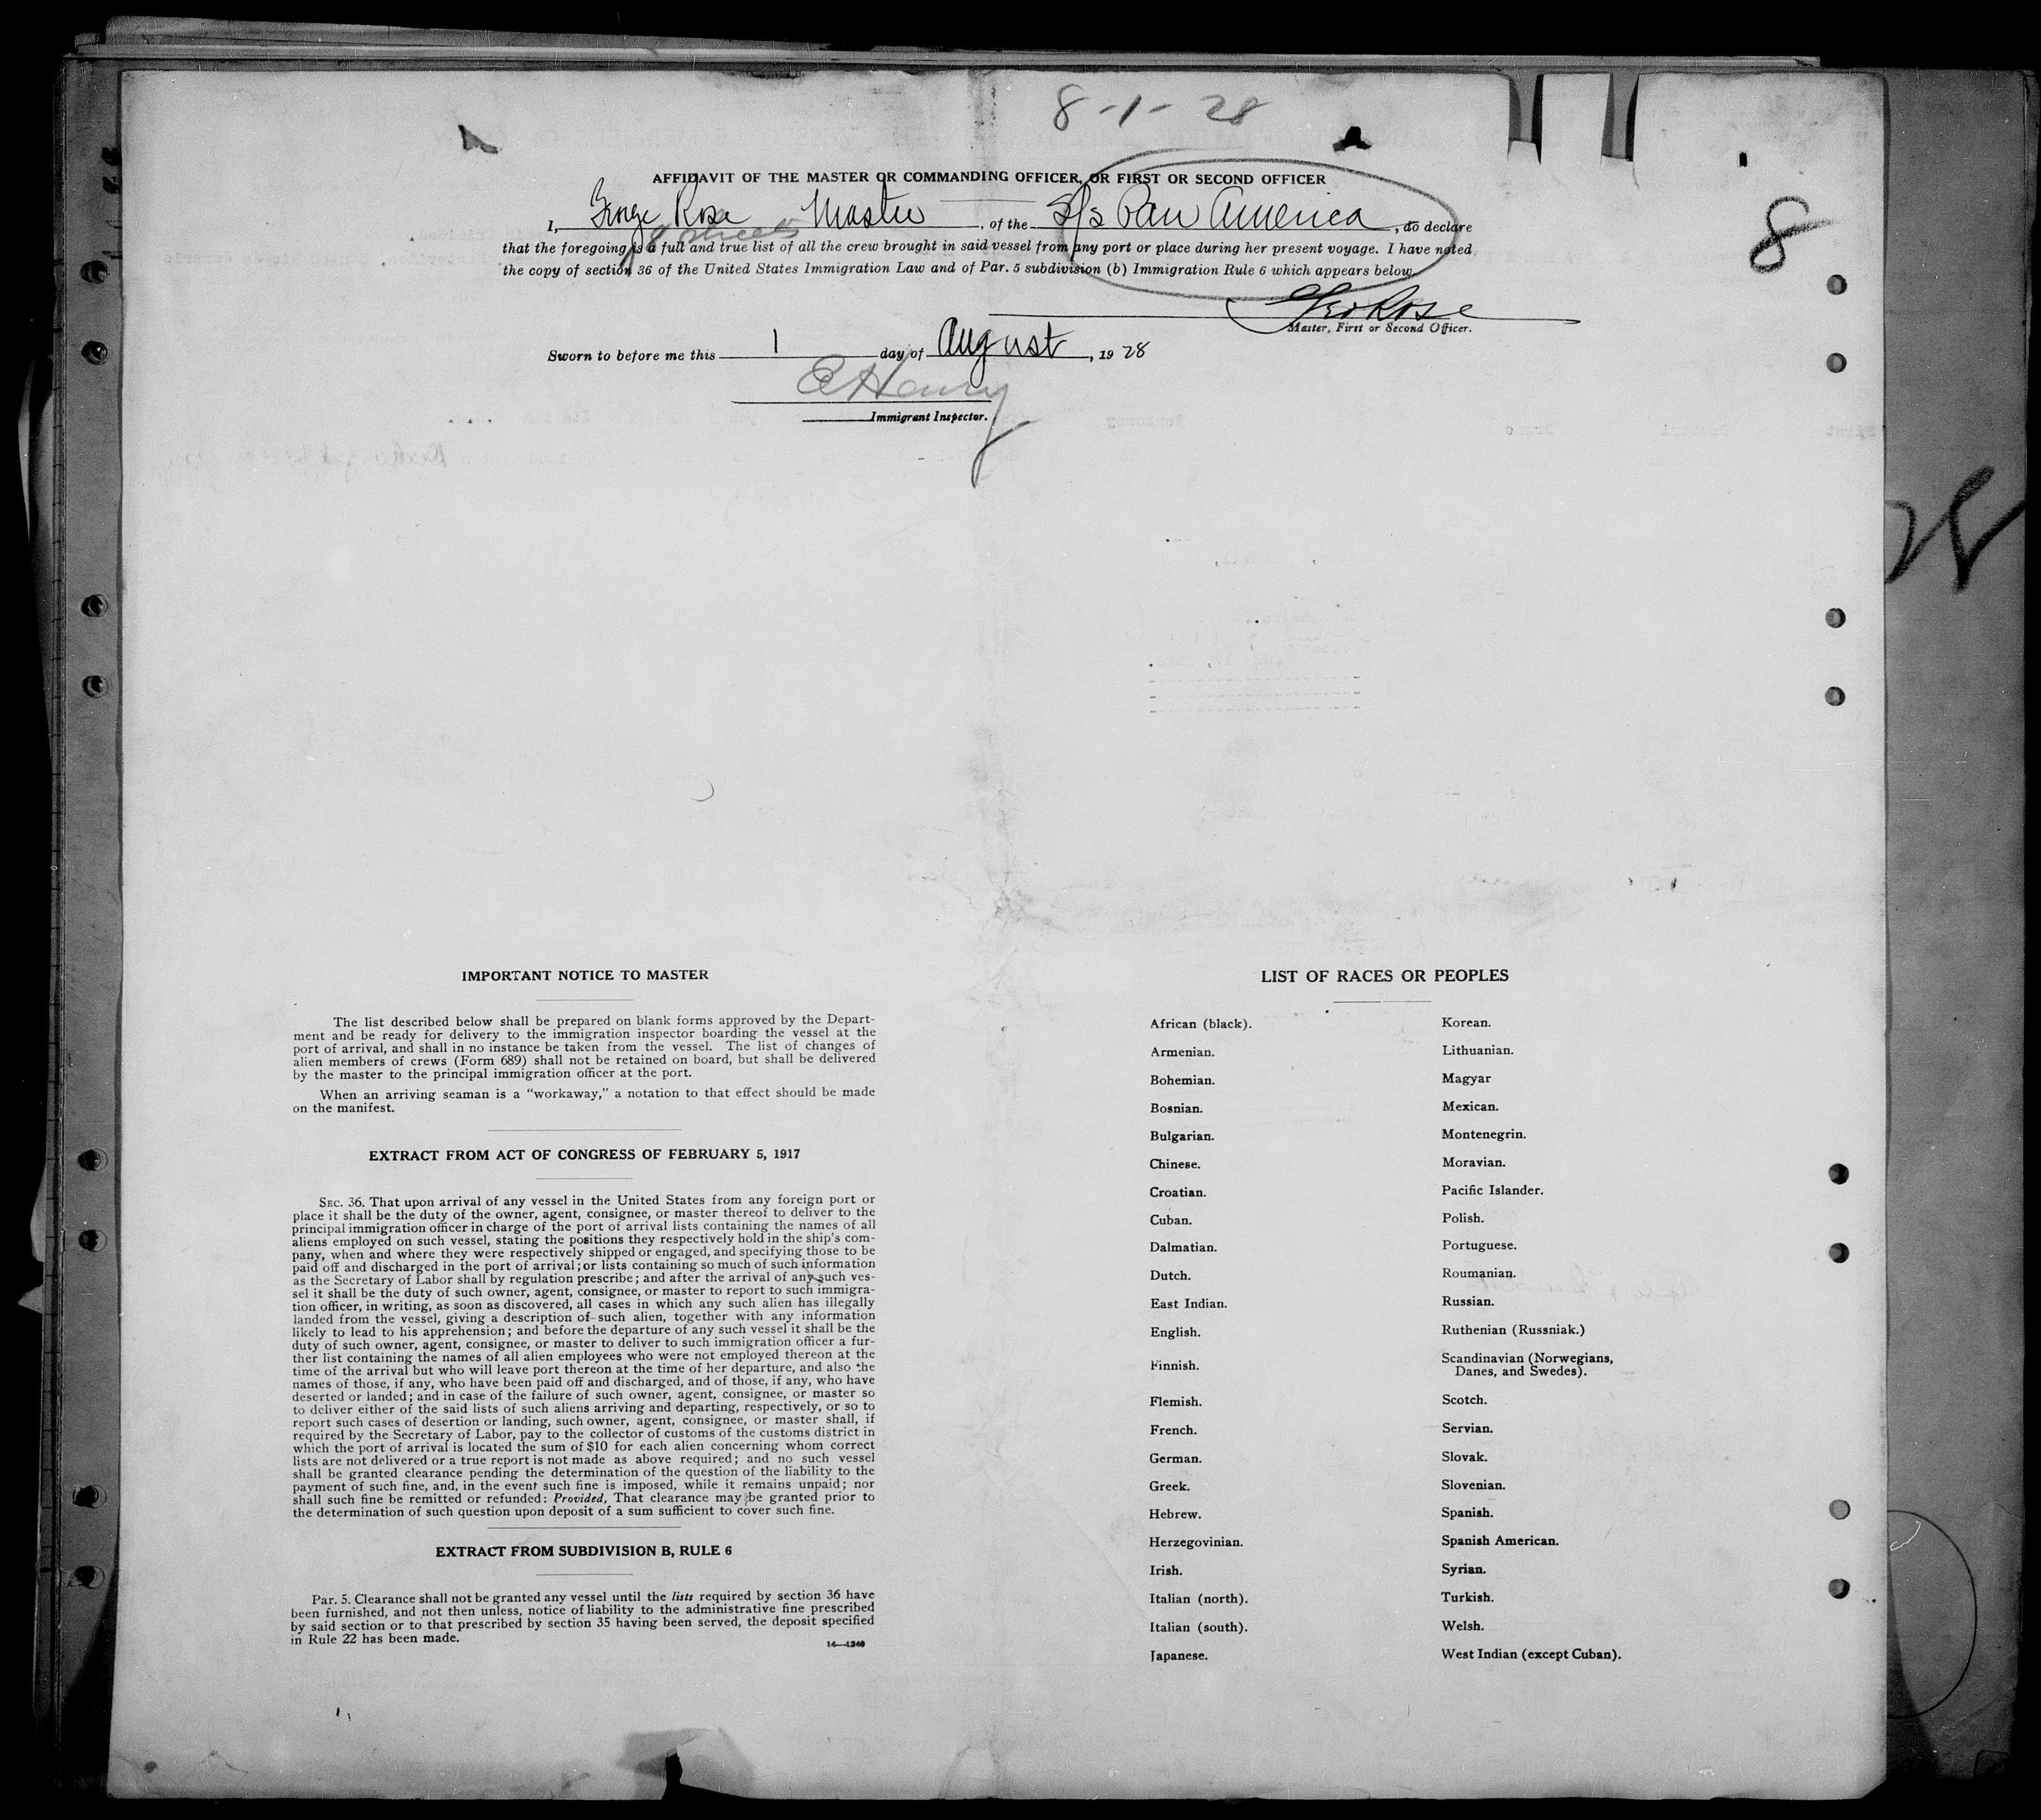 8-1-28
AFFIDAVIT OF THE MASTER OR COMMANDING OFFICER, OR FIRST OR SECOND OFFICER
I, George Rose Master, of the S/s Pan America, do declare
8 sheets
that the foregoing is a full and true list of all the crew brought in said vessel from any port or place during her present voyage. I have noted
the copy of section 36 of the United States Immigration Law and of Par. 5 subdivision (b) Immigration Rule 6 which appears below.
8
Geo Rose
Master, First or Second Officer.
Sworn to before me this 1 day of August, 1928
Immigrant Inspector.
IMPORTANT NOTICE TO MASTER
The list described below shall be prepared on blank forms approved by the Depart-
ment and be ready for delivery to the immigration inspector boarding the vessel at the
port of arrival, and shall in no instance be taken from the vessel. The list of changes of
alien members of crews (Form 689) shall not be retained on board, but shall be delivered
by the master to the principal immigration officer at the port.
When an arriving seaman is a "workaway," a notation to that effect should be made
on the manifest.
EXTRACT FROM ACT OF CONGRESS OF FEBRUARY 5, 1917
SEC. 36. That upon arrival of any vessel in the United States from any foreign port or
place it shall be the duty of the owner, agent, consignee, or master thereof to deliver to the
principal immigration officer in charge of the port of arrival lists containing the names of all
aliens employed on such vessel, stating the positions they respectively hold in the ship's com-
pany, when and where they were respectively shipped or engaged, and specifying those to be
paid off and discharged in the port of arrival; or lists containing so much of such information
as the Secretary of Labor shall by regulation prescribe; and after the arrival of any such ves-
sel it shall be the duty of such owner, agent, consignee, or master to report to such immigra-
tion officer, in writing, as soon as discovered, all cases in which any such alien has illegally
landed from the vessel, giving a description of such alien, together with any information
likely to lead to his apprehension; and before the departure of any such vessel it shall be the
duty of such owner, agent, consignee, or master to deliver to such immigration officer a fur-
ther list containing the names of all alien employees who were not employed thereon at the
time of the arrival but who will leave port thereon at the time of her departure, and also the
names of those, if any, who have been paid off and discharged, and of those, if any, who have
deserted or landed; and in case of the failure of such owner, agent, consignee, or master so
to deliver either of the said lists of such aliens arriving and departing, respectively, or so to
report such cases of desertion or landing, such owner, agent, consignee, or master shall, if
required by the Secretary of Labor, pay to the collector of customs of the customs district in
which the port of arrival is located the sum of $10 for each alien concerning whom correct
lists are not delivered or a true report is not made as above required; and no such vessel
shall be granted clearance pending the determination of the question of the liability to the
payment of such fine, and, in the event such fine is imposed, while it remains unpaid; nor
shall such fine be remitted or refunded: Provided, That clearance may be granted prior to
the determination of such question upon deposit of a sum sufficient to cover such fine.
EXTRACT FROM SUBDIVISION B, RULE 6
Par. 5. Clearance shall not be granted any vessel until the lists required by section 36 have
been furnished, and not then unless, notice of liability to the administrative fine prescribed
by said section or to that prescribed by section 35 having been served, the deposit specified
in Rule 22 has been made.
14—1240
LIST OF RACES OR PEOPLES
African (black).
Armenian.
Bohemian.
Bosnian.
Bulgarian.
Chinese.
Croatian.
Cuban.
Dalmatian.
Dutch.
East Indian.
English.
Finnish.
Flemish.
French.
German.
Greek.
Hebrew.
Herzegovinian.
Irish.
Italian (north).
Italian (south).
Japanese.
Korean.
Lithuanian.
Magyar
Mexican.
Montenegrin.
Moravian.
Pacific Islander.
Polish.
Portuguese.
Roumanian.
Russian.
Ruthenian (Russniak.)
Scandinavian (Norwegians,
Danes, and Swedes).
Scotch.
Servian.
Slovak.
Slovenian.
Spanish.
Spanish American.
Syrian.
Turkish.
Welsh.
West Indian (except Cuban).